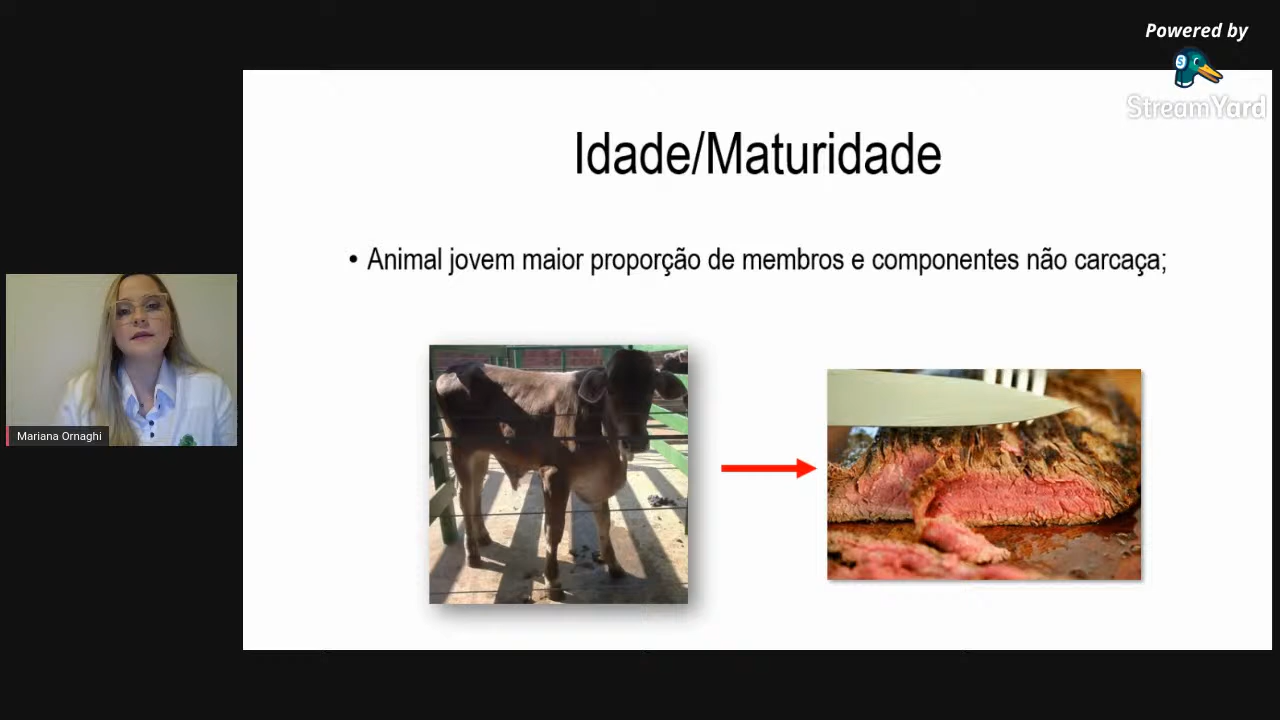 Powered by
StreamYard
Idade/Maturidade
• Animal jovem maior proporção de membros e componentes não carcaça;
Mariana Ornaghi